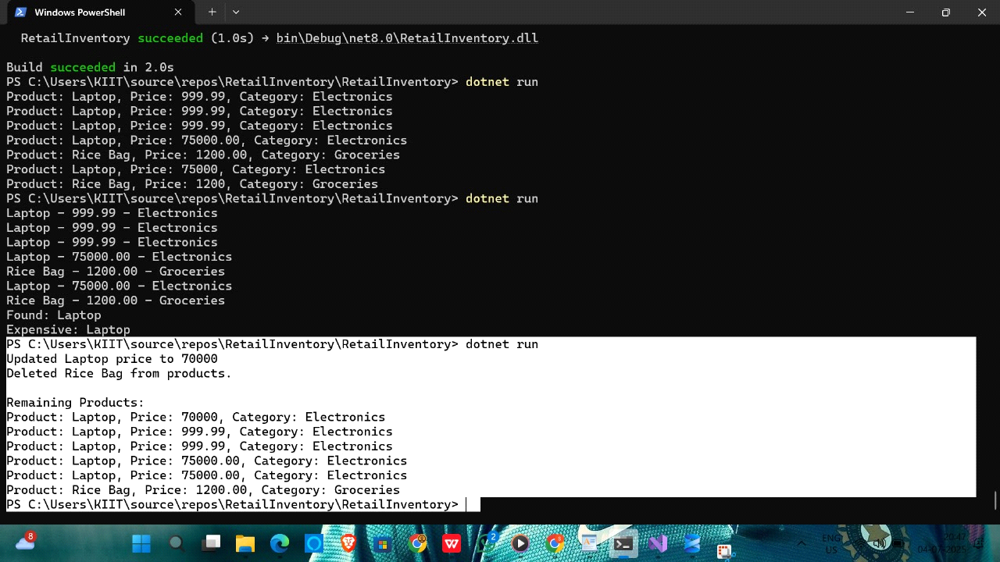 Windows PowerShell
RetailInventory succeeded (1.0s) → bin\Debug\net8.0\RetailInventory.dll
Build succeeded in 2.0s
PS C:\Users\KIIT\source\repos\RetailInventory\RetailInventory> dotnet run
Product: Laptop, Price: 999.99, Category: Electronics
Product: Laptop, Price: 999.99, Category: Electronics
Product: Laptop, Price: 999.99, Category: Electronics
Product: Laptop, Price: 75000.00, Category: Electronics
Product: Rice Bag, Price: 1200.00, Category: Groceries
Product: Laptop, Price: 75000, Category: Electronics
Product: Rice Bag, Price: 1200, Category: Groceries
PS C:\Users\KIIT\source\repos\RetailInventory\RetailInventory> dotnet run
Laptop - 999.99 - Electronics
Laptop - 999.99 - Electronics
Laptop - 999.99 - Electronics
Laptop - 75000.00 - Electronics
Rice Bag - 1200.00 - Groceries
Laptop - 75000.00 - Electronics
Rice Bag - 1200.00 - Groceries
Found: Laptop
Expensive: Laptop
PS C:\Users\KIIT\source\repos\RetailInventory\RetailInventory> dotnet run
Updated Laptop price to 70000
Deleted Rice Bag from products.
Remaining Products:
Product: Laptop, Price: 70000, Category: Electronics
Product: Laptop, Price: 999.99, Category: Electronics
Product: Laptop, Price: 999.99, Category: Electronics
Product: Laptop, Price: 75000.00, Category: Electronics
Product: Laptop, Price: 75000.00, Category: Electronics
Product: Rice Bag, Price: 1200.00, Category: Groceries
PS C:\Users\KIIT\source\repos\RetailInventory\RetailInventory>
8
2
ENG
US
20:47
04-07-2025